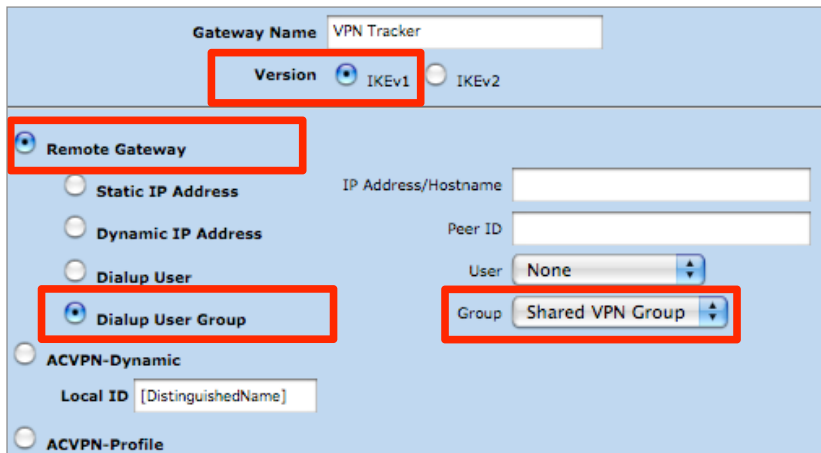 Gateway Name VPN Tracker
Version IKEv1 IKEv2
Remote Gateway
Static IP Address IP Address/Hostname
Dynamic IP Address Peer ID
Dialup User User None
Dialup User Group Group Shared VPN Group
ACVPN-Dynamic
Local ID [DistinguishedName]
ACVPN-Profile